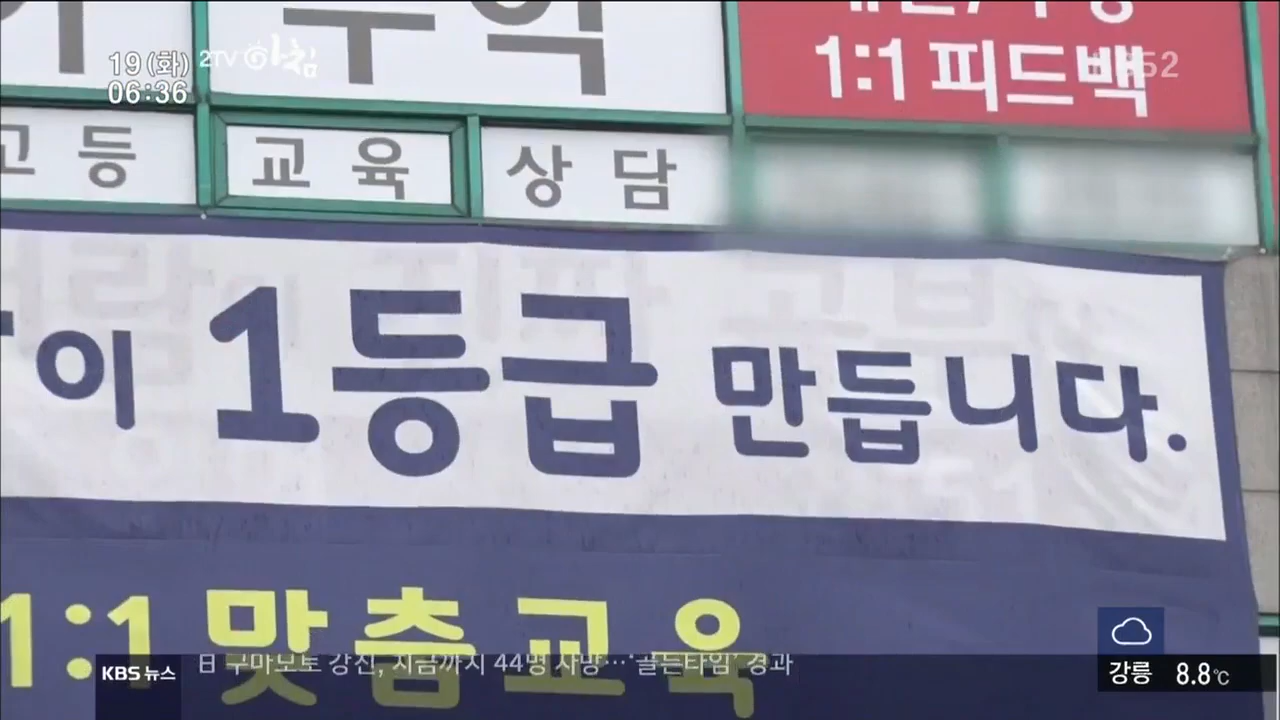 19 (화) 2TV 아침
06:36
1:1 피드백
고등 교육 상담
이 1등급 만듭니다.
1:1 맞춤교육
KBS 뉴스 日 구마모토 강진, 지금까지 44명 사망…'골든타임' 경과
강릉 8.8℃